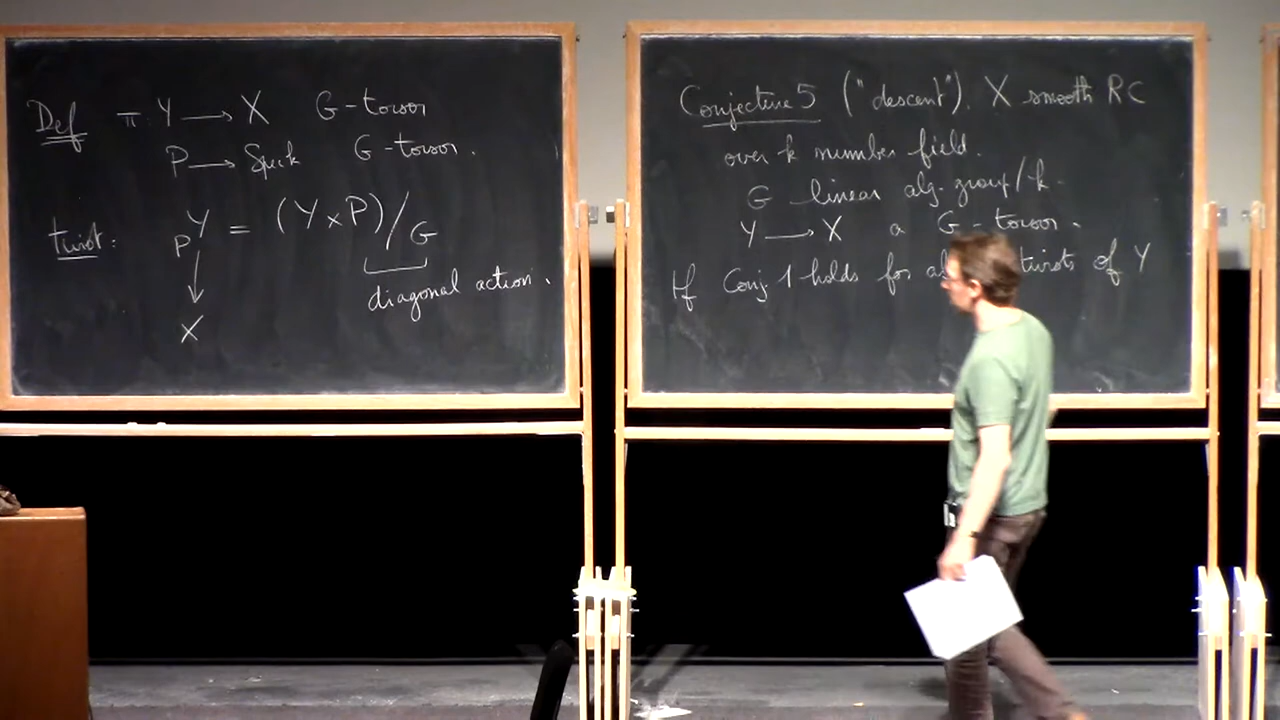 Def π: Y → X G-torsor
P → Spec k G-torsor.
twist: PY = (Y × P)/G
↓ diagonal action.
X
Conjecture 5 ("descent"). X smooth RC
over k number field.
G linear alg. group/k.
Y → X a G-torsor.
If Conj. 1 holds for twists of Y